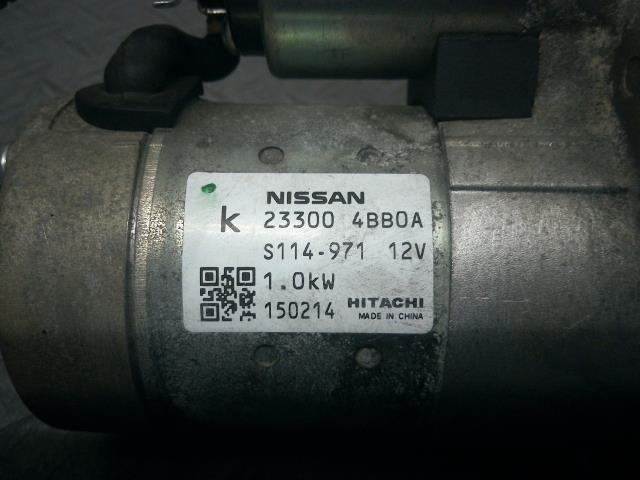 NISSAN
k 23300 4BB0A
S114-971 12V
1.0kW
150214 HITACHI
MADE IN CHINA